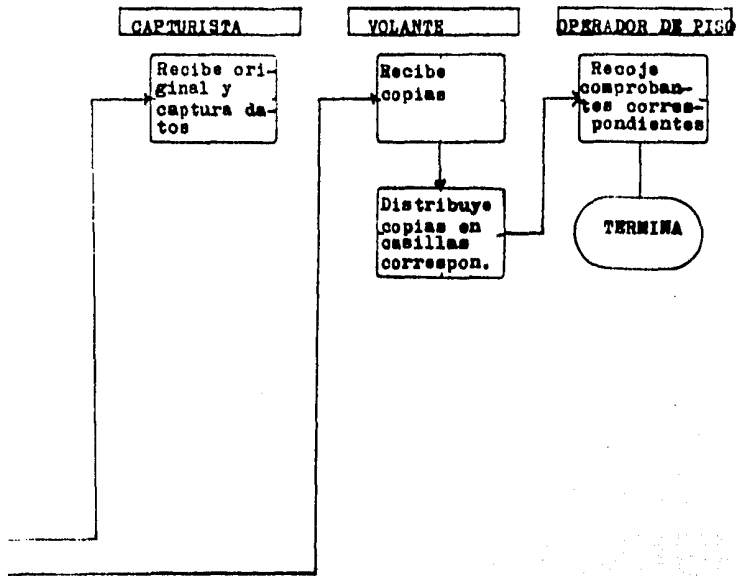 CAPTURISTA
Recibe ori-
ginal y
captura da-
tos
VOLANTE
Recibe
copias
Distribuye
copias en
casillas
correspon.
OPERADOR DE PISO
Recoje
comproban-
tes corres-
pondientes
TERMINA